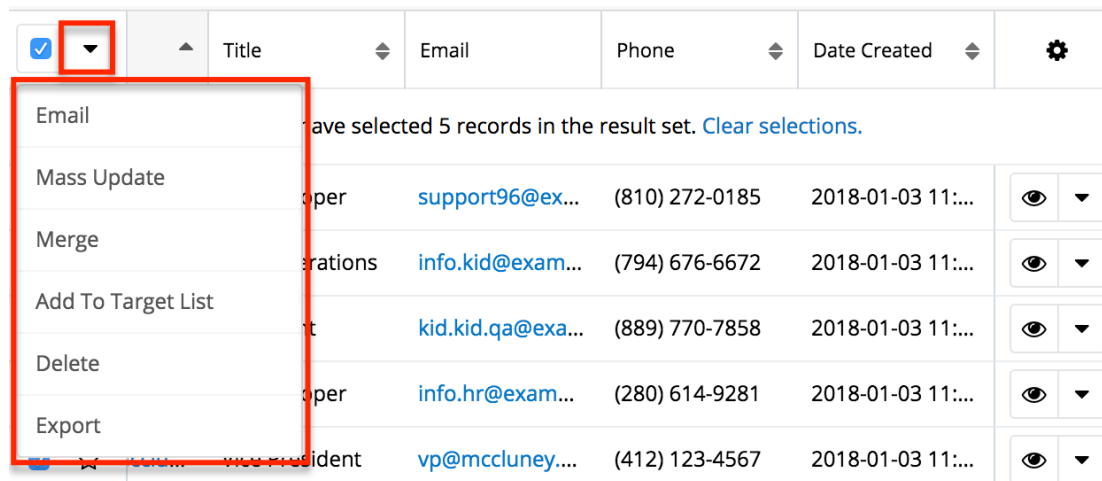 Title Email Phone Date Created
Email
have selected 5 records in the result set. Clear selections.
Mass Update
oper support96@ex... (810) 272-0185 2018-01-03 11:...
Merge
erations info.kid@exam... (794) 676-6672 2018-01-03 11:...
Add To Target List
t kid.kid.qa@exa... (889) 770-7858 2018-01-03 11:...
Delete
oper info.hr@exam... (280) 614-9281 2018-01-03 11:...
Export
Vice President vp@mccluney.... (412) 123-4567 2018-01-03 11:...